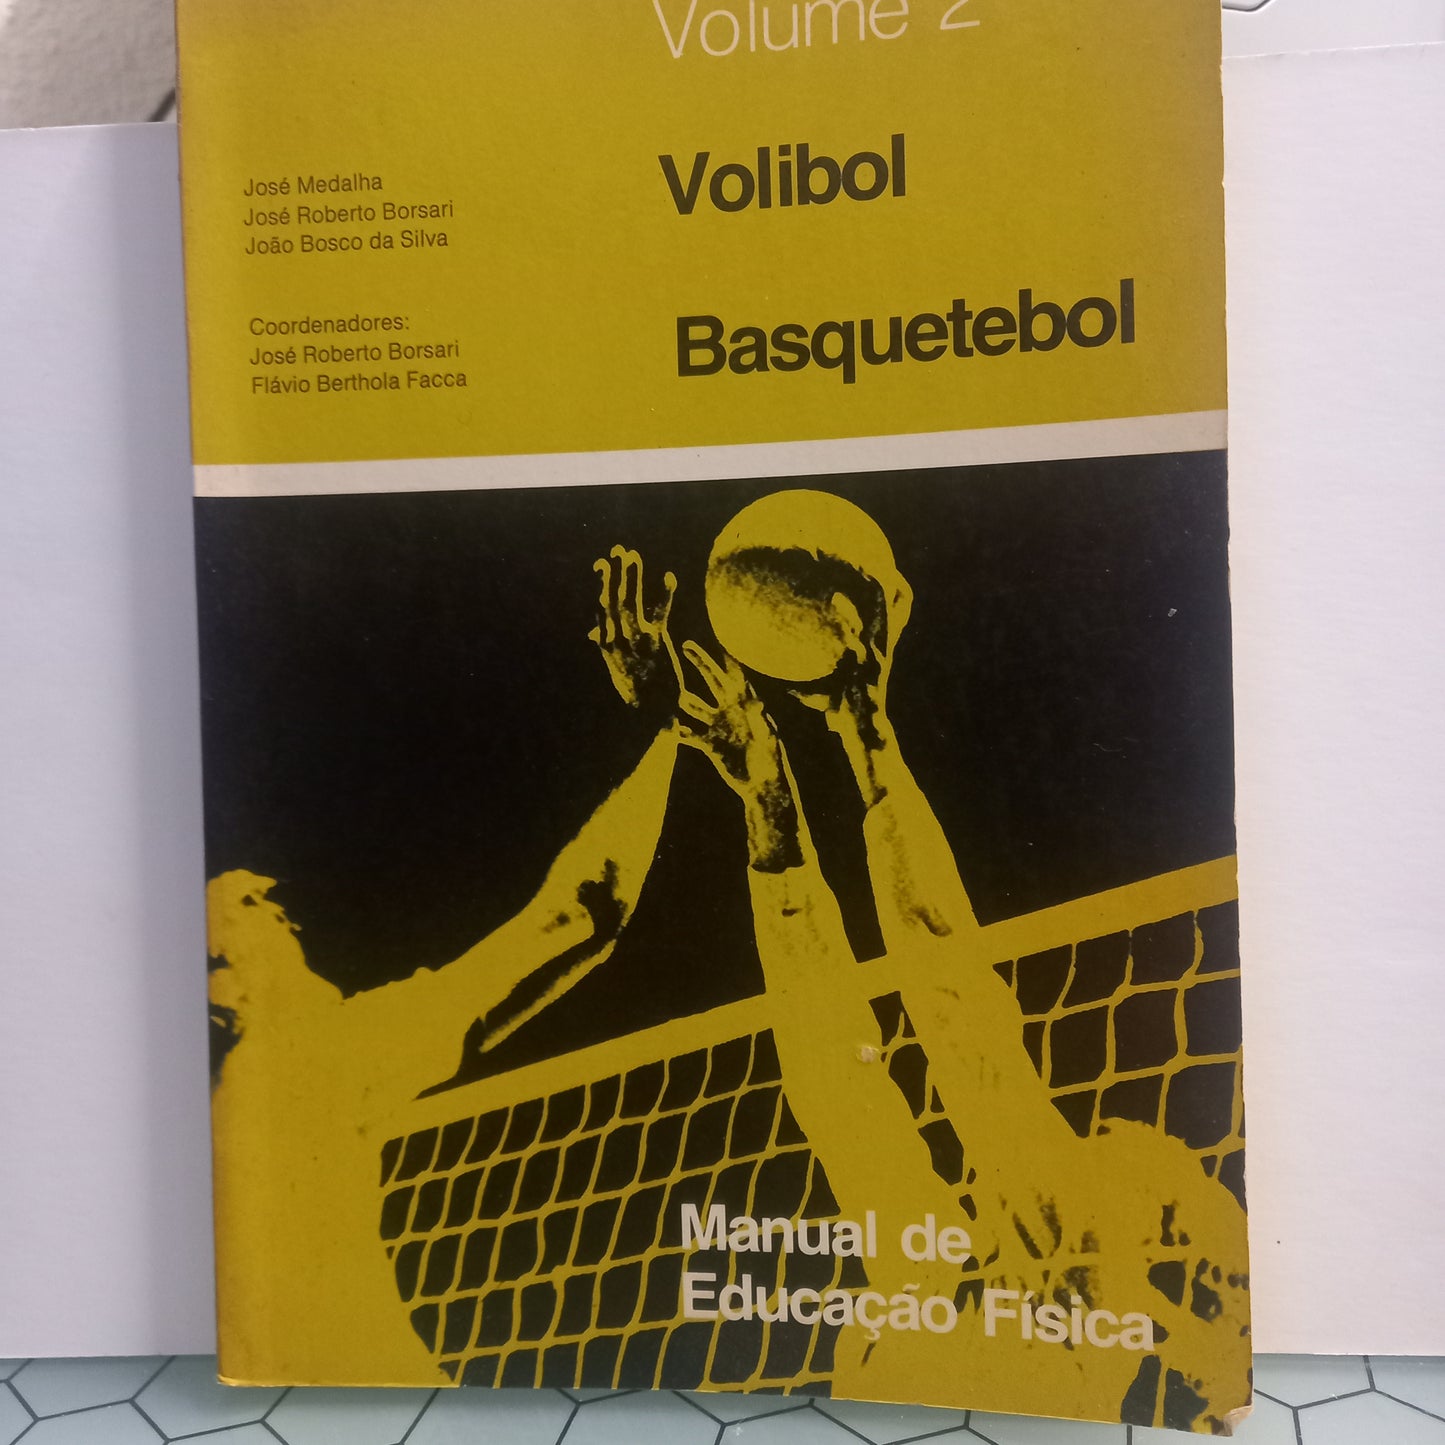 Volume 2
José Medalha
José Roberto Borsari
João Bosco da Silva
Volibol
Coordenadores:
José Roberto Borsari
Flávio Berthola Facca
Basquetebol
Manual de
Educação Física